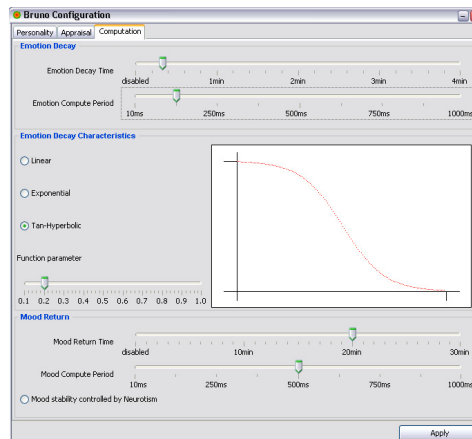 Bruno Configuration
Personality Appraisal Computation
Emotion Decay
Emotion Decay Time
disabled 1min 2min 3min 4min
Emotion Compute Period
10ms 250ms 500ms 750ms 1000ms
Emotion Decay Characteristics
Linear
Exponential
Tan-Hyperbolic
Function parameter
0.1 0.2 0.3 0.4 0.5 0.6 0.7 0.8 0.9 1.0
Mood Return
Mood Return Time
disabled 10min 20min 30min
Mood Compute Period
10ms 250ms 500ms 750ms 1000ms
Mood stability controlled by Neurotism
Apply